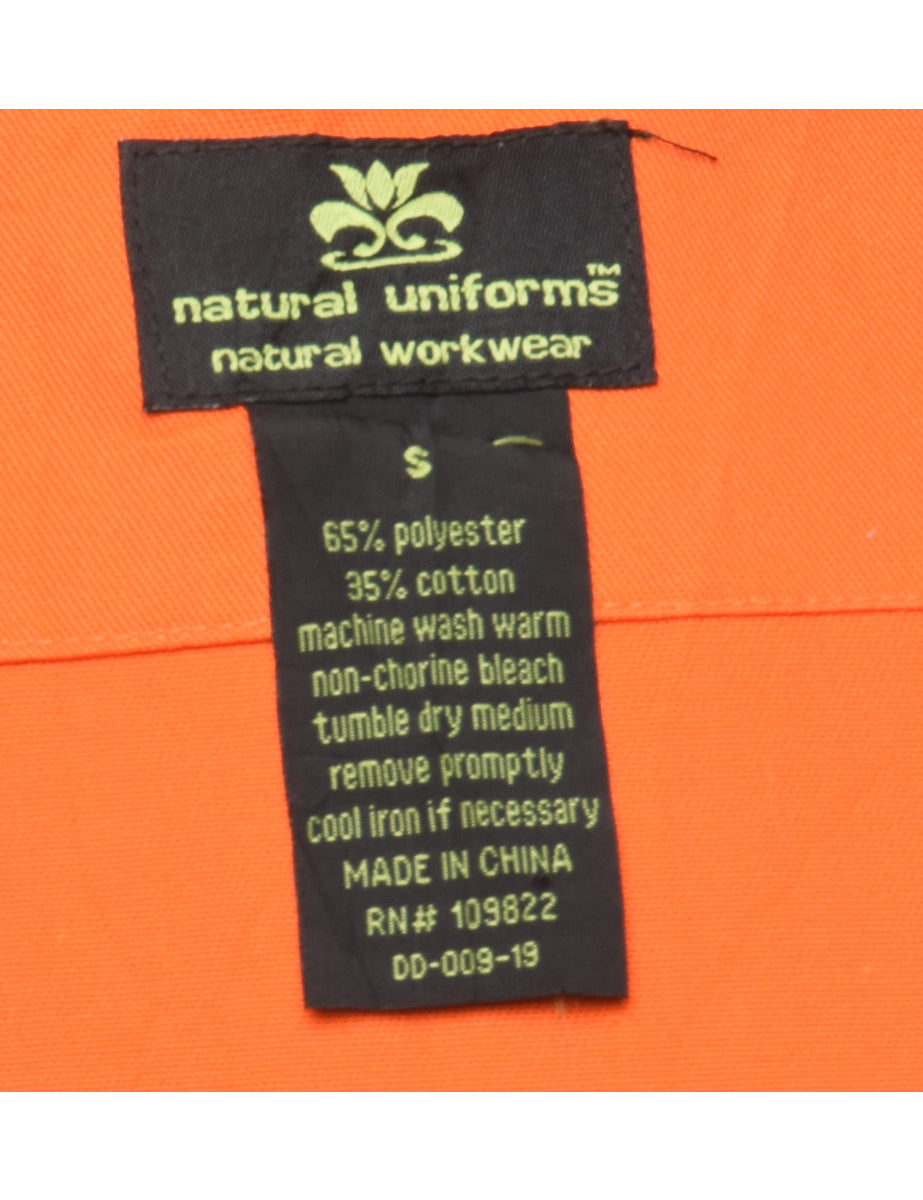 natural uniforms™
natural workwear
S
65% polyester
35% cotton
machine wash warm
non-chorine bleach
tumble dry medium
remove promptly
cool iron if necessary
MADE IN CHINA
RN# 109822
DD-009-19